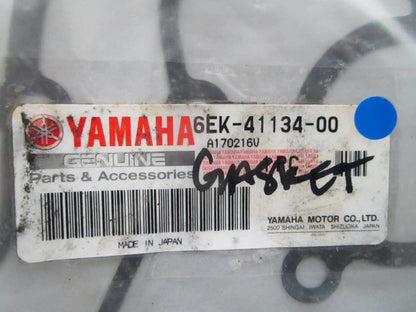 YAMAHA 6EK-41134-00
A170216V
GENUINE
Parts & Accessories
GASKET
MADE IN JAPAN
YAMAHA MOTOR CO., LTD.
2500 SHINGAI IWATA SHIZUOKA JAPAN